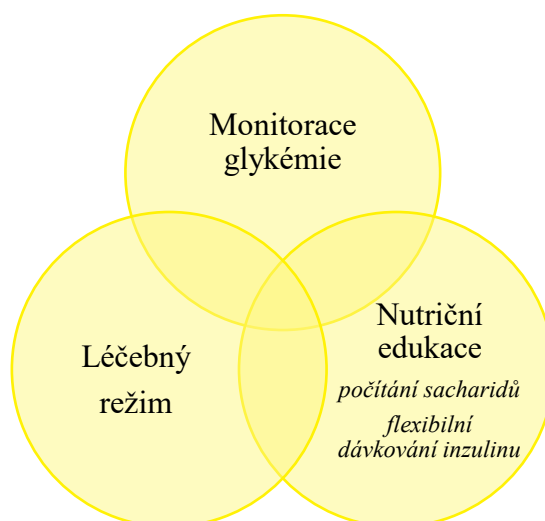 Monitorace
glykémie
Léčebný
režim
Nutriční
edukace
počítání sacharidů
flexibilní
dávkování inzulinu